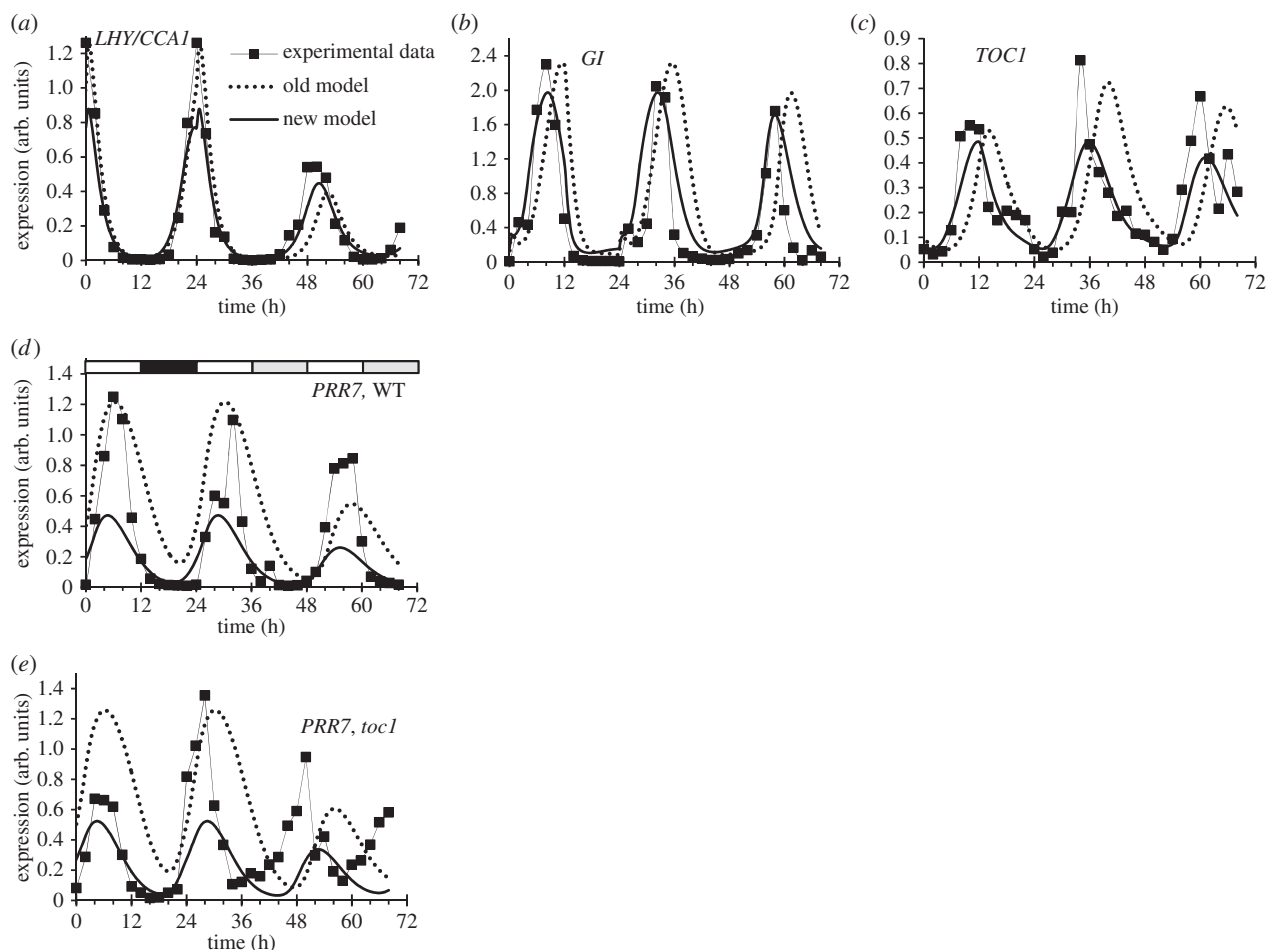 (a)
LHY/CCA1
1.2
1.0
0.8
0.6
0.4
0.2
0
0 12 24 36 48 60 72
time (h)
expression (arb. units)
experimental data
old model
new model
(b)
GI
2.4
2.0
1.6
1.2
0.8
0.4
0
0 12 24 36 48 60 72
time (h)
(c)
TOC1
0.9
0.8
0.7
0.6
0.5
0.4
0.3
0.2
0.1
0
0 12 24 36 48 60 72
time (h)
(d)
PRR7, WT
1.4
1.2
1.0
0.8
0.6
0.4
0.2
0
0 12 24 36 48 60 72
time (h)
expression (arb. units)
(e)
PRR7, toc1
1.4
1.2
1.0
0.8
0.6
0.4
0.2
0
0 12 24 36 48 60 72
time (h)
expression (arb. units)